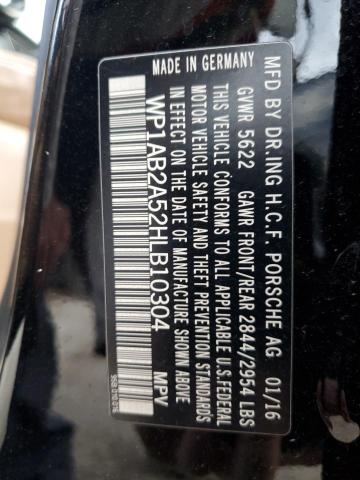 MFD BY DR.ING H.C.F. PORSCHE AG 01/16
GVWR 5622 GAWR FRONT/REAR 2844/2954 LBS
THIS VEHICLE CONFORMS TO ALL APPLICABLE U.S.FEDERAL
MOTOR VEHICLE SAFETY AND THEFT PREVENTION STANDARDS
IN EFFECT ON THE DATE OF MANUFACTURE SHOWN ABOVE
WP1AB2A52HLB10304 MPV
MADE IN GERMANY